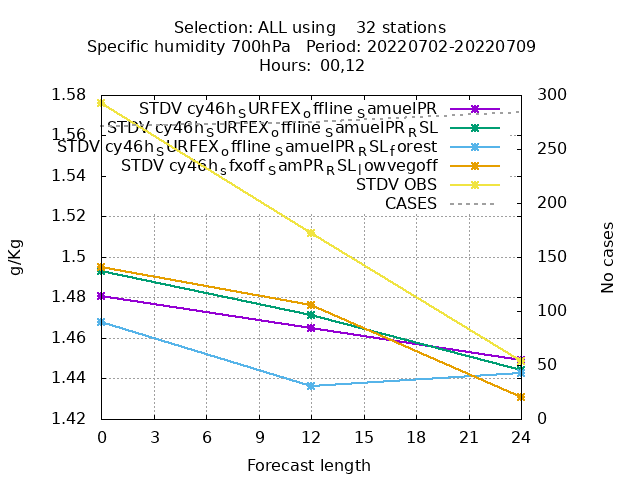 Selection: ALL using    32 stations
Specific humidity 700hPa   Period: 20220702-20220709
Hours: 00,12
STDV cy46h_SURFEX_offline_SamuelPR
STDV cy46h_SURFEX_offline_SamuelPR_RSL
STDV cy46h_SURFEX_offline_SamuelPR_RSL_forest
STDV cy46h_sfxoff_SamPR_RSL_lowvegoff
STDV OBS
CASES
1.58
1.56
1.54
1.52
1.5
1.48
1.46
1.44
1.42
300
250
200
150
100
50
0
g/Kg
No cases
0 3 6 9 12 15 18 21 24
Forecast length